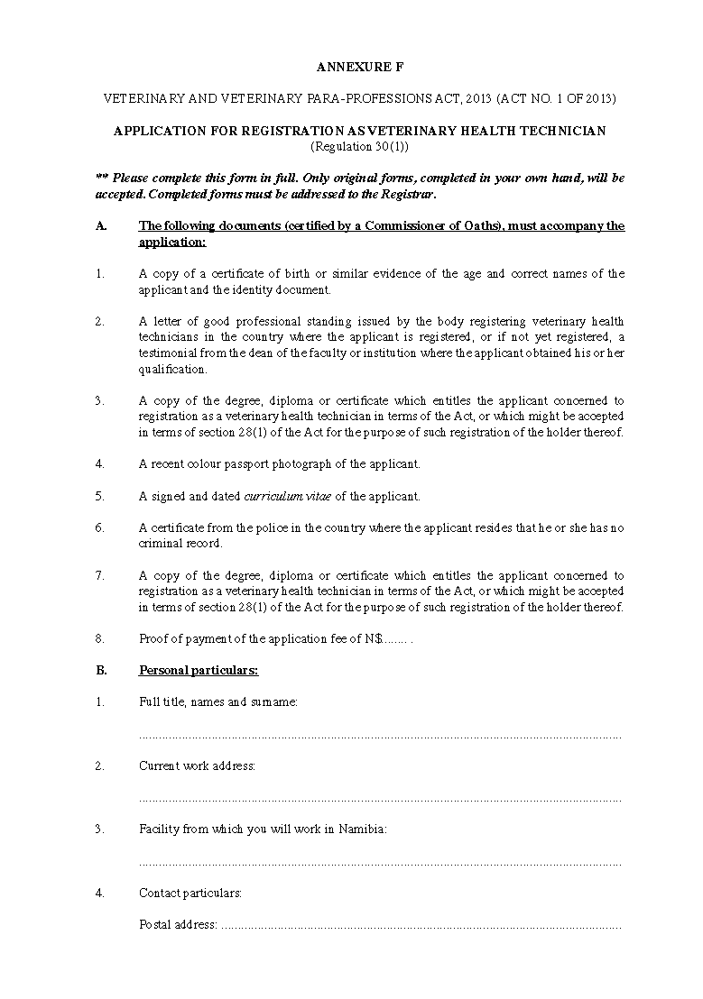 ANNEXURE F
VETERINARY AND VETERINARY PARA-PROFESSIONS ACT, 2013 (ACT NO. 1 OF 2013)
APPLICATION FOR REGISTRATION AS VETERINARY HEALTH TECHNICIAN
(Regulation 30(1))
** Please complete this form in full. Only original forms, completed in your own hand, will be
accepted. Completed forms must be addressed to the Registrar.
A. The following documents (certified by a Commissioner of Oaths), must accompany the
application:
1. A copy of a certificate of birth or similar evidence of the age and correct names of the
applicant and the identity document.
2. A letter of good professional standing issued by the body registering veterinary health
technicians in the country where the applicant is registered, or if not yet registered, a
testimonial from the dean of the faculty or institution where the applicant obtained his or her
qualification.
3. A copy of the degree, diploma or certificate which entitles the applicant concerned to
registration as a veterinary health technician in terms of the Act, or which might be accepted
in terms of section 28(1) of the Act for the purpose of such registration of the holder thereof.
4. A recent colour passport photograph of the applicant.
5. A signed and dated curriculum vitae of the applicant.
6. A certificate from the police in the country where the applicant resides that he or she has no
criminal record.
7. A copy of the degree, diploma or certificate which entitles the applicant concerned to
registration as a veterinary health technician in terms of the Act, or which might be accepted
in terms of section 28(1) of the Act for the purpose of such registration of the holder thereof.
8. Proof of payment of the application fee of N$....... .
B. Personal particulars:
1. Full title, names and surname:
....................................................................................................................................................
2. Current work address:
....................................................................................................................................................
3. Facility from which you will work in Namibia:
....................................................................................................................................................
4. Contact particulars:
Postal address: ..........................................................................................................................